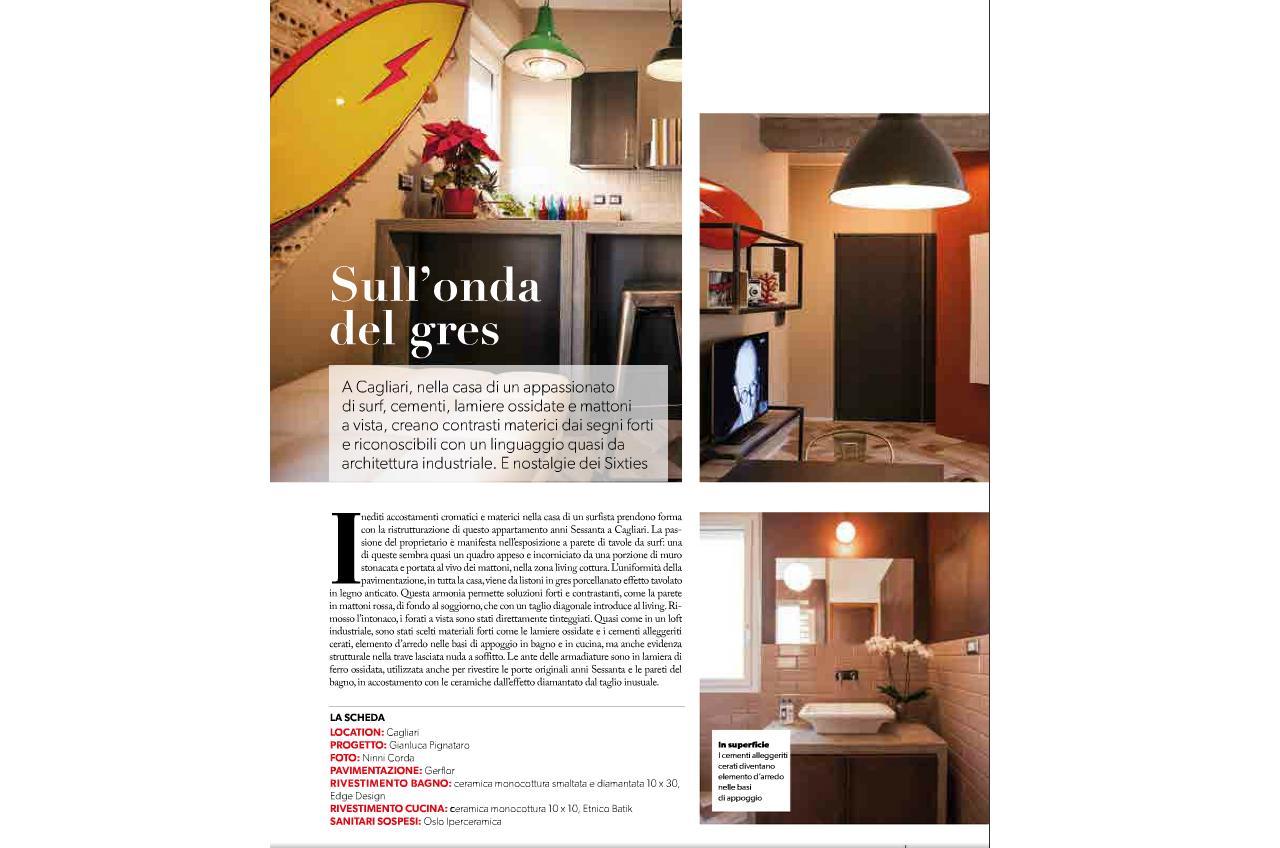 Sull'onda
del gres
A Cagliari, nella casa di un appassionato
di surf, cementi, lamiere ossidate e mattoni
a vista, creano contrasti materici dai segni forti
e riconoscibili con un linguaggio quasi da
architettura industriale. E nostalgie dei Sixties
Inediti accostamenti cromatici e materici nella casa di un surfista prendono forma
con la ristrutturazione di questo appartamento anni Sessanta a Cagliari. La pas-
sione del proprietario è manifesta nell'esposizione a parete di tavole da surf: una
di queste sembra quasi un quadro appeso e incorniciato da una porzione di muro
stonacata e portata al vivo dei mattoni, nella zona living cottura. L'uniformità della
pavimentazione, in tutta la casa, viene da listoni in gres porcellanato effetto tavolato
in legno anticato. Questa armonia permette soluzioni forti e contrastanti, come la parete
in mattoni rossa, di fondo al soggiorno, che con un taglio diagonale introduce al living. Ri-
mosso l'intonaco, i forati a vista sono stati direttamente tinteggiati. Quasi come in un loft
industriale, sono stati scelti materiali forti come le lamiere ossidate e i cementi alleggeriti
cerati, elemento d'arredo nelle basi di appoggio in bagno e in cucina, ma anche evidenza
strutturale nella trave lasciata nuda a soffitto. Le ante delle armadiature sono in lamiera di
ferro ossidata, utilizzata anche per rivestire le porte originali anni Sessanta e le pareti del
bagno, in accostamento con le ceramiche dall'effetto diamantato dal taglio inusuale.
LA SCHEDA
LOCATION: Cagliari
PROGETTO: Gianluca Pignataro
FOTO: Ninni Corda
PAVIMENTAZIONE: Gerflor
RIVESTIMENTO BAGNO: ceramica monocottura smaltata e diamantata 10 x 30,
Edge Design
RIVESTIMENTO CUCINA: ceramica monocottura 10 x 10, Etnico Batik
SANITARI SOSPESI: Oslo Iperceramica
In superficie
I cementi alleggeriti
cerati diventano
elemento d'arredo
nelle basi
di appoggio